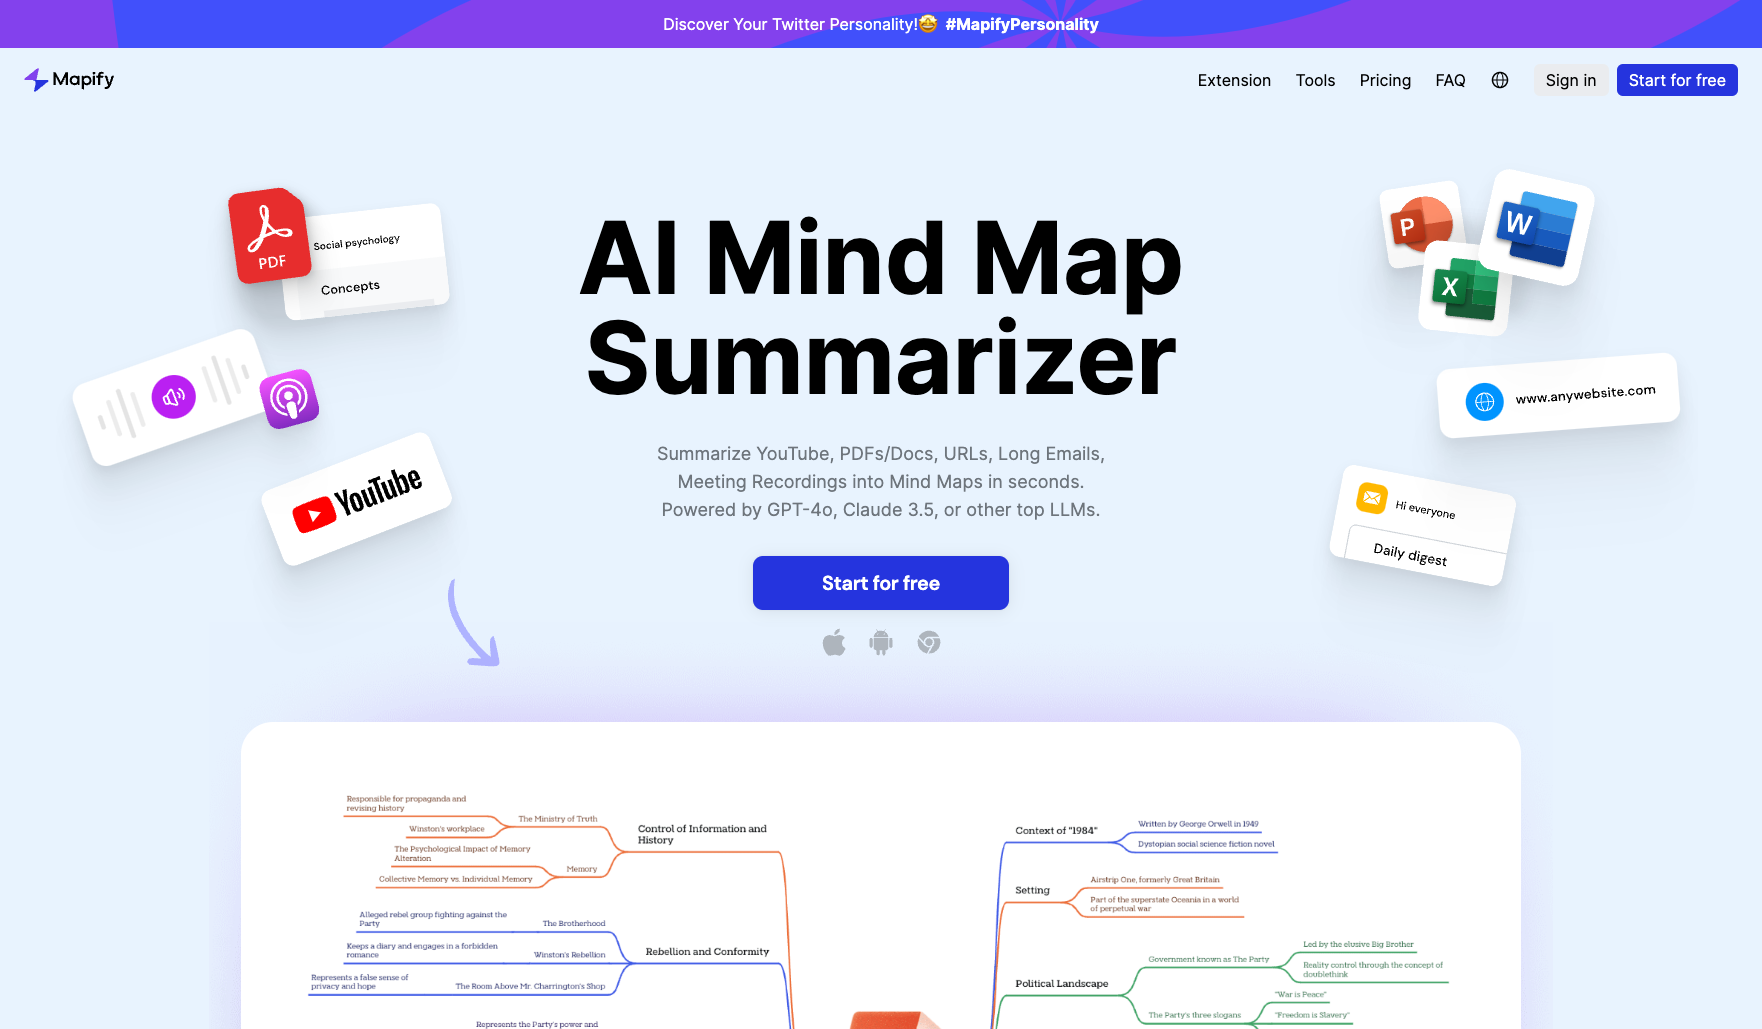 Discover Your Twitter Personality!🤩 #MapifyPersonality
Mapify
Extension
Tools
Pricing
FAQ
Sign in
Start for free
PDF
Social psychology
Concepts
YouTube
AI Mind Map
Summarizer
Summarize YouTube, PDFs/Docs, URLs, Long Emails,
Meeting Recordings into Mind Maps in seconds.
Powered by GPT-4o, Claude 3.5, or other top LLMs.
Start for free
P
W
X
www.anywebsite.com
Hi everyone
Daily digest
Responsible for propaganda and
revising history
The Ministry of Truth
Winston's workplace
Control of Information and
History
The Psychological Impact of Memory
Alteration
Memory
Collective Memory vs. Individual Memory
Alleged rebel group fighting against the
Party
The Brotherhood
Keeps a diary and engages in a forbidden
romance
Winston's Rebellion
Rebellion and Conformity
Represents a false sense of
privacy and hope
The Room Above Mr. Charrington's Shop
Represents the Party's power and
Context of "1984"
Written by George Orwell in 1949
Dystopian social science fiction novel
Setting
Airstrip One, formerly Great Britain
Part of the superstate Oceania in a world
of perpetual war
Political Landscape
Government known as The Party
Led by the elusive Big Brother
Reality control through the concept of
doublethink
The Party's three slogans
"War is Peace"
"Freedom is Slavery"